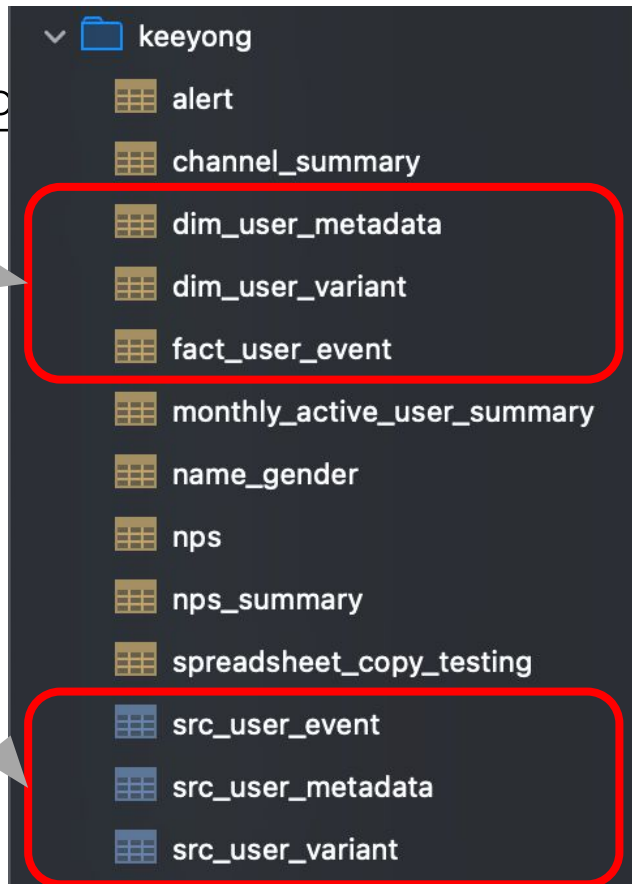 keeyong
alert
channel_summary
dim_user_metadata
dim_user_variant
fact_user_event
monthly_active_user_summary
name_gender
nps
nps_summary
spreadsheet_copy_testing
src_user_event
src_user_metadata
src_user_variant